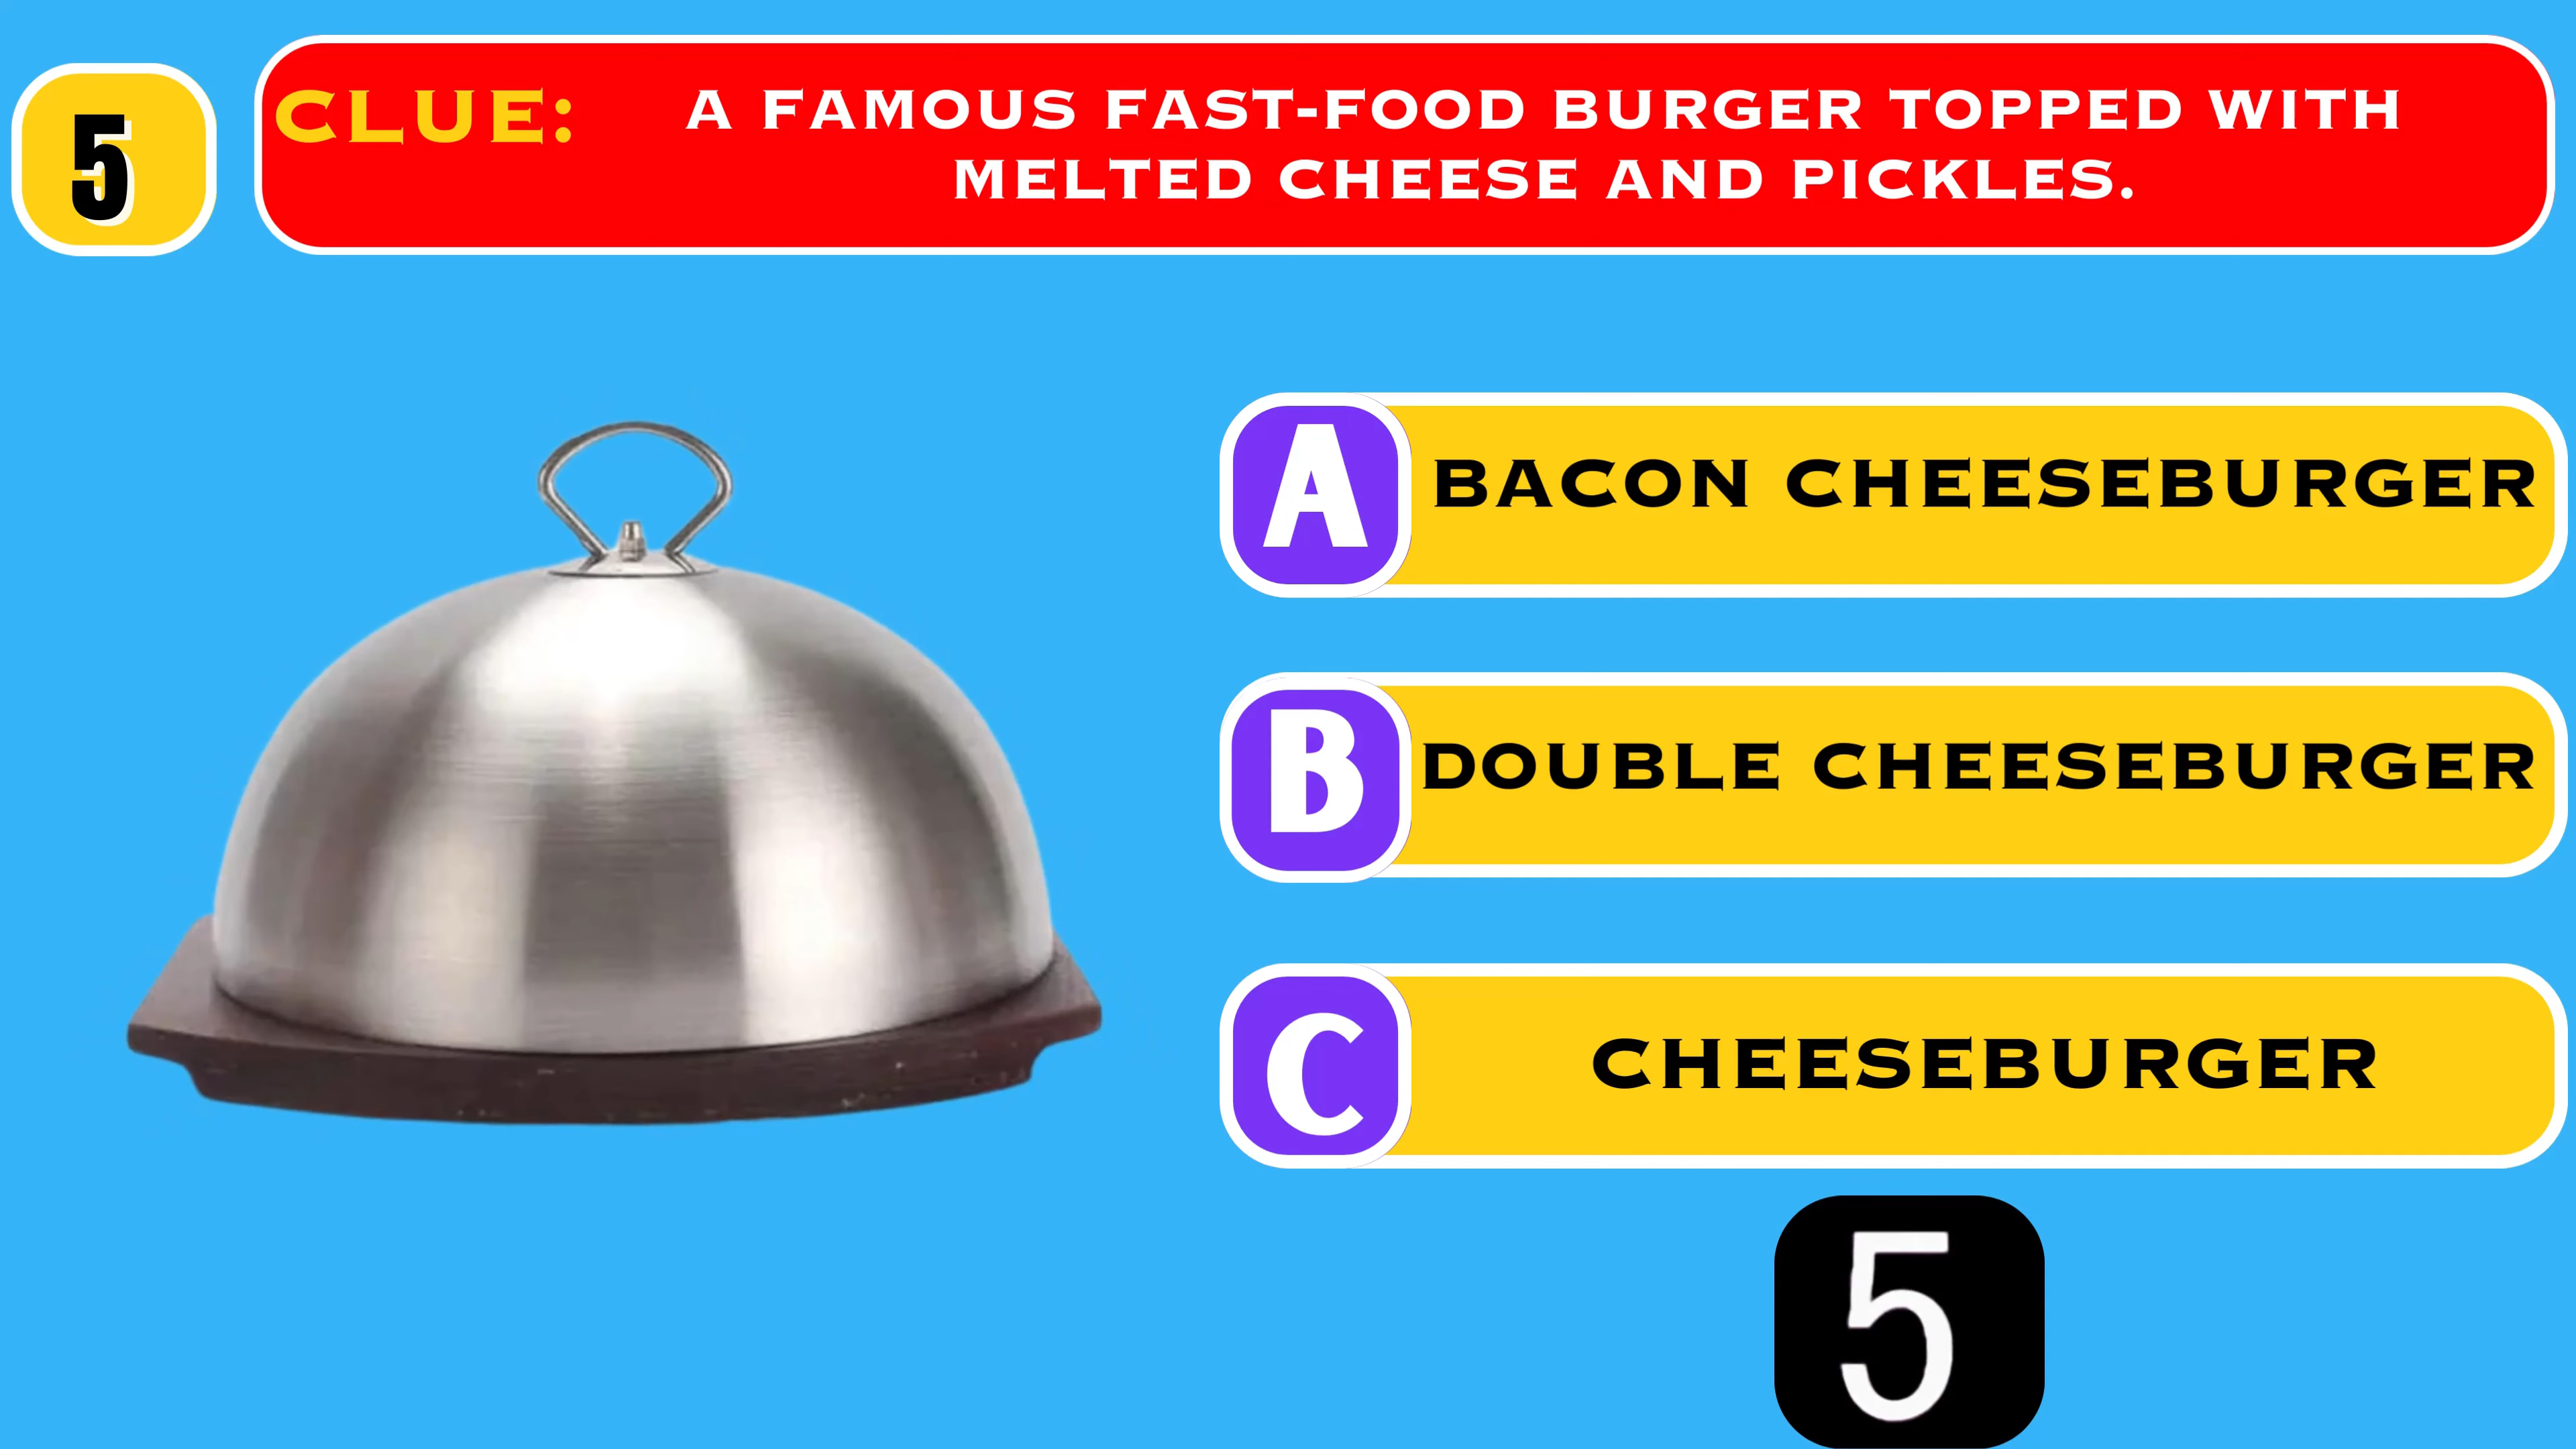 5
CLUE: A FAMOUS FAST-FOOD BURGER TOPPED WITH
MELTED CHEESE AND PICKLES.
A BACON CHEESEBURGER
B DOUBLE CHEESEBURGER
C CHEESEBURGER
5